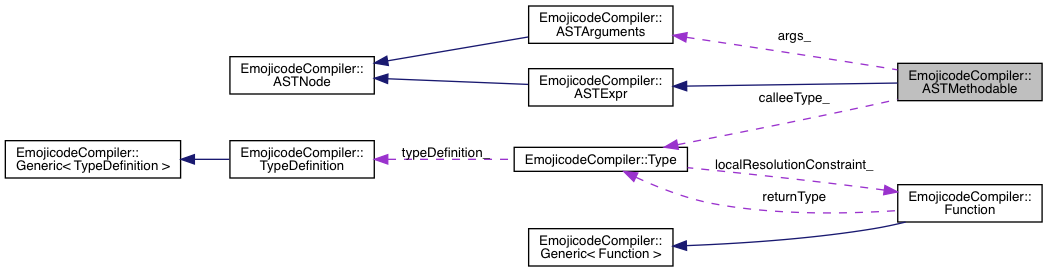 EmojicodeCompiler::
ASTArguments
args_
EmojicodeCompiler::
ASTNode
EmojicodeCompiler::
ASTExpr
EmojicodeCompiler::
ASTMethodable
calleeType_
EmojicodeCompiler::
Generic< TypeDefinition >
EmojicodeCompiler::
TypeDefinition
typeDefinition_
EmojicodeCompiler::Type
localResolutionConstraint_
returnType
EmojicodeCompiler::
Function
EmojicodeCompiler::
Generic< Function >